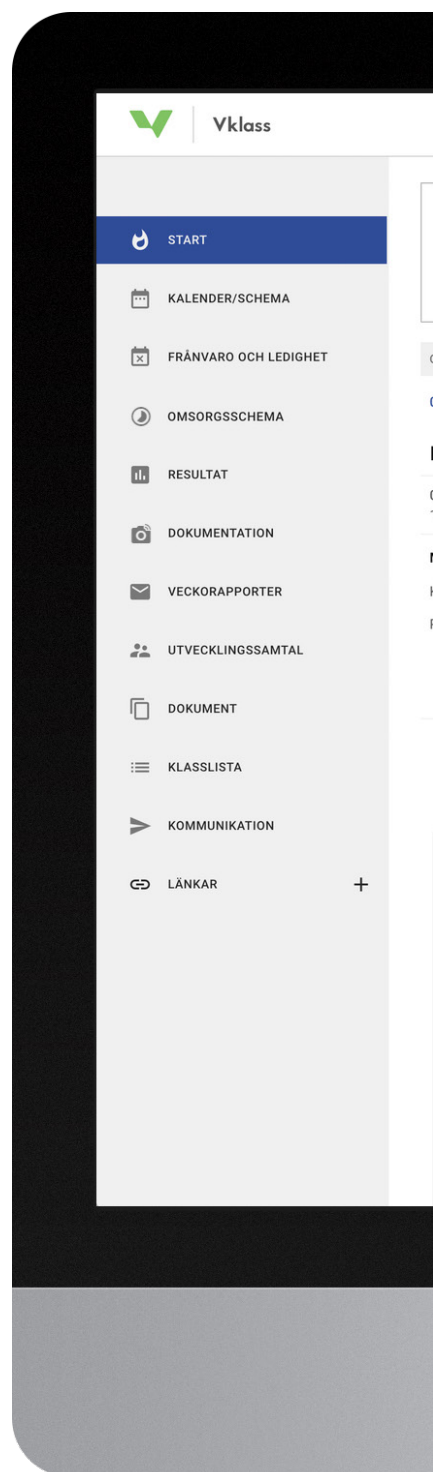 Vklass
START
KALENDER/SCHEMA
FRÅNVARO OCH LEDIGHET
OMSORGSSCHEMA
RESULTAT
DOKUMENTATION
VECKORAPPORTER
UTVECKLINGSSAMTAL
DOKUMENT
KLASSLISTA
KOMMUNIKATION
LÄNKAR +